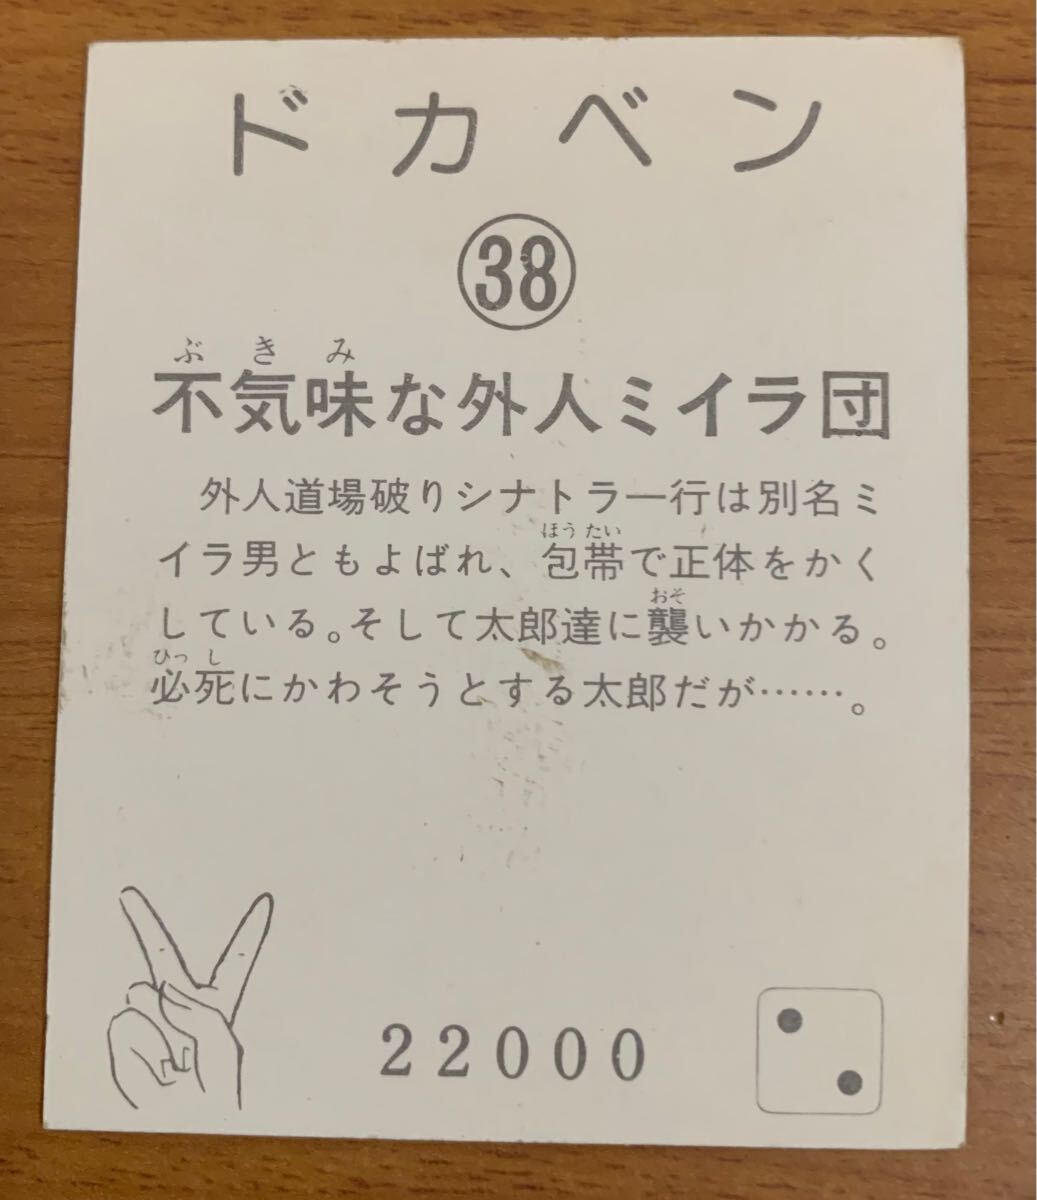 ドカベン
38
ぶきみ
不気味な外人ミイラ団
外人道場破りシナトラ一行は別名ミ
ほうたい
イラ男ともよばれ、包帯で正体をかく
おそ
している。そして太郎達に襲いかかる。
ひっし
必死にかわそうとする太郎だが……。
22000